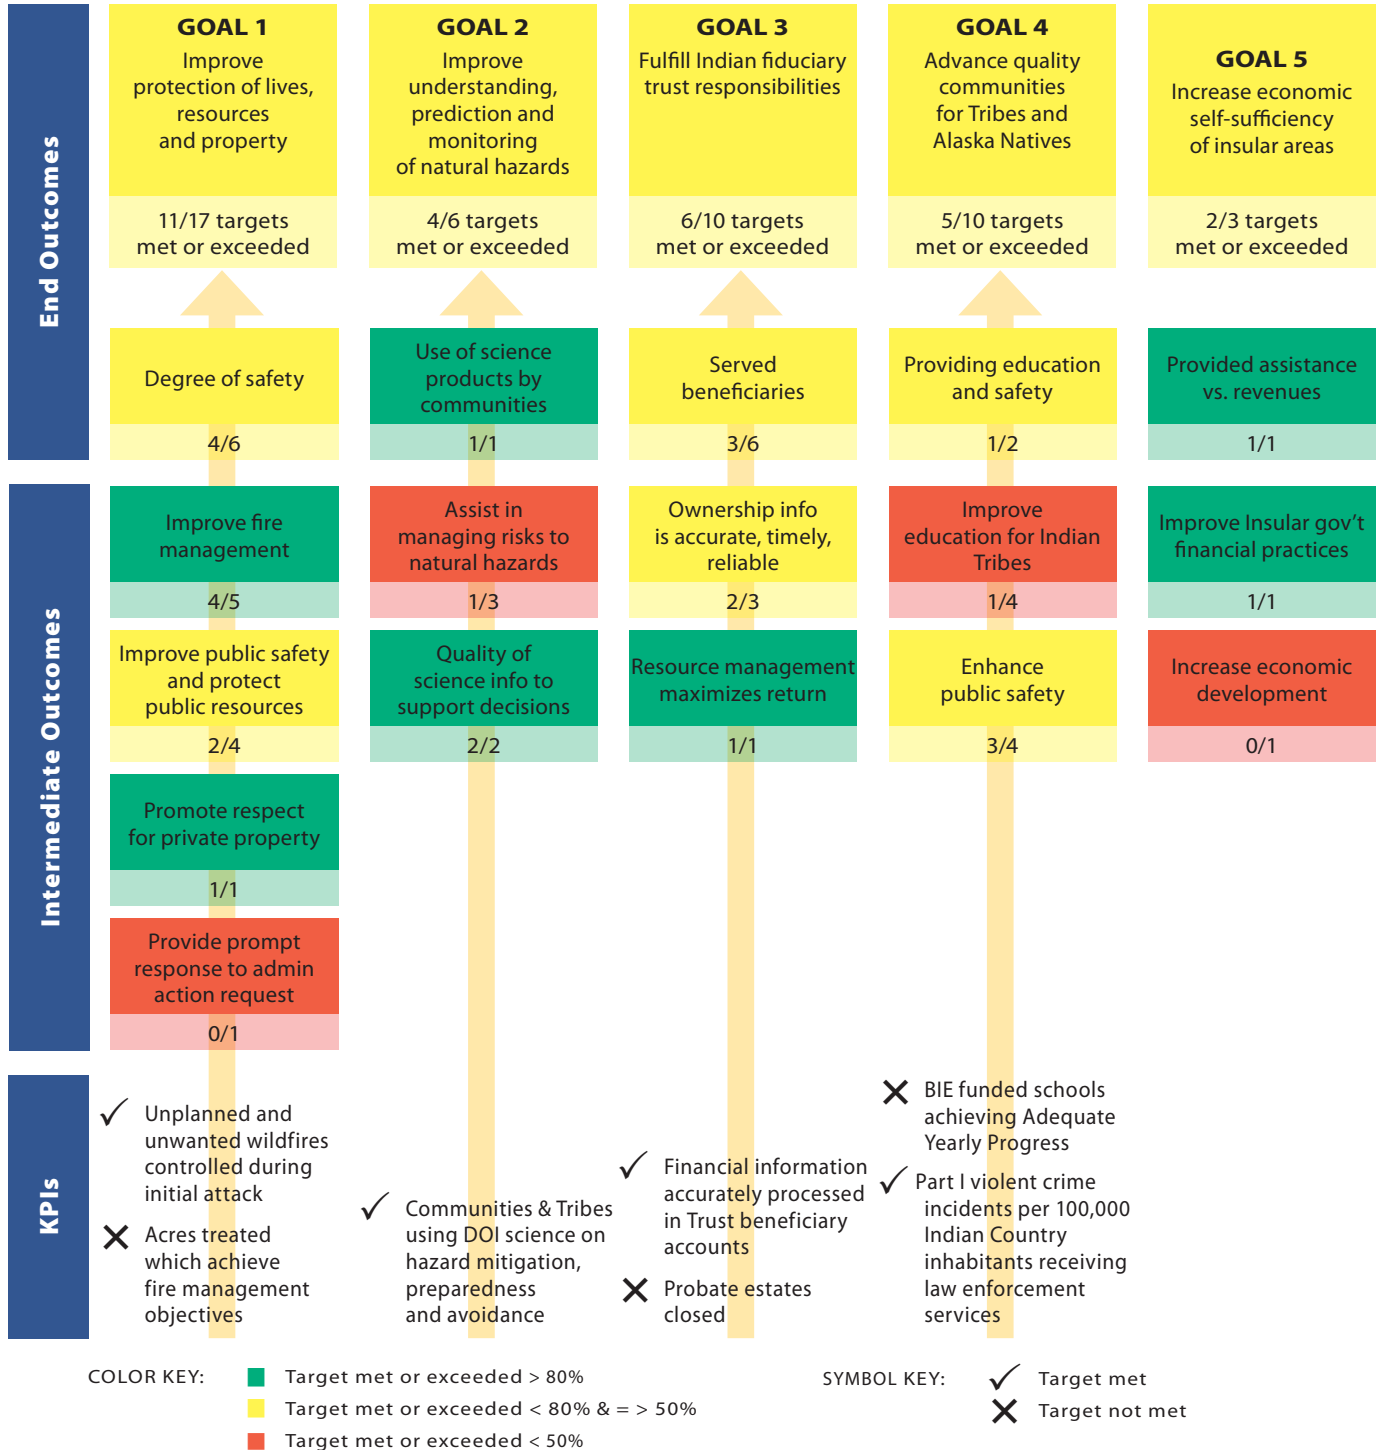 End Outcomes
GOAL 1
Improve
protection of lives,
resources
and property
11/17 targets
met or exceeded
GOAL 2
Improve
understanding,
prediction and
monitoring
of natural hazards
4/6 targets
met or exceeded
GOAL 3
Fulfill Indian fiduciary
trust responsibilities
6/10 targets
met or exceeded
GOAL 4
Advance quality
communities
for Tribes and
Alaska Natives
5/10 targets
met or exceeded
GOAL 5
Increase economic
self-sufficiency
of insular areas
2/3 targets
met or exceeded
Degree of safety
4/6
Use of science
products by
communities
1/1
Served
beneficiaries
3/6
Providing education
and safety
1/2
Provided assistance
vs. revenues
1/1
Intermediate Outcomes
Improve fire
management
4/5
Assist in
managing risks to
natural hazards
1/3
Ownership info
is accurate, timely,
reliable
2/3
Improve
education for Indian
Tribes
1/4
Improve Insular gov't
financial practices
1/1
Improve public safety
and protect
public resources
2/4
Quality of
science info to
support decisions
2/2
Resource management
maximizes return
1/1
Enhance
public safety
3/4
Increase economic
development
0/1
Promote respect
for private property
1/1
Provide prompt
response to admin
action request
0/1
KPIs
✓ Unplanned and
unwanted wildfires
controlled during
initial attack
✕ Acres treated
which achieve
fire management
objectives
✓ Communities & Tribes
using DOI science on
hazard mitigation,
preparedness
and avoidance
✓ Financial information
accurately processed
in Trust beneficiary
accounts
✕ Probate estates
closed
✕ BIE funded schools
achieving Adequate
Yearly Progress
✓ Part I violent crime
incidents per 100,000
Indian Country
inhabitants receiving
law enforcement
services
COLOR KEY:
Target met or exceeded > 80%
Target met or exceeded < 80% & = > 50%
Target met or exceeded < 50%
SYMBOL KEY:
✓ Target met
✕ Target not met